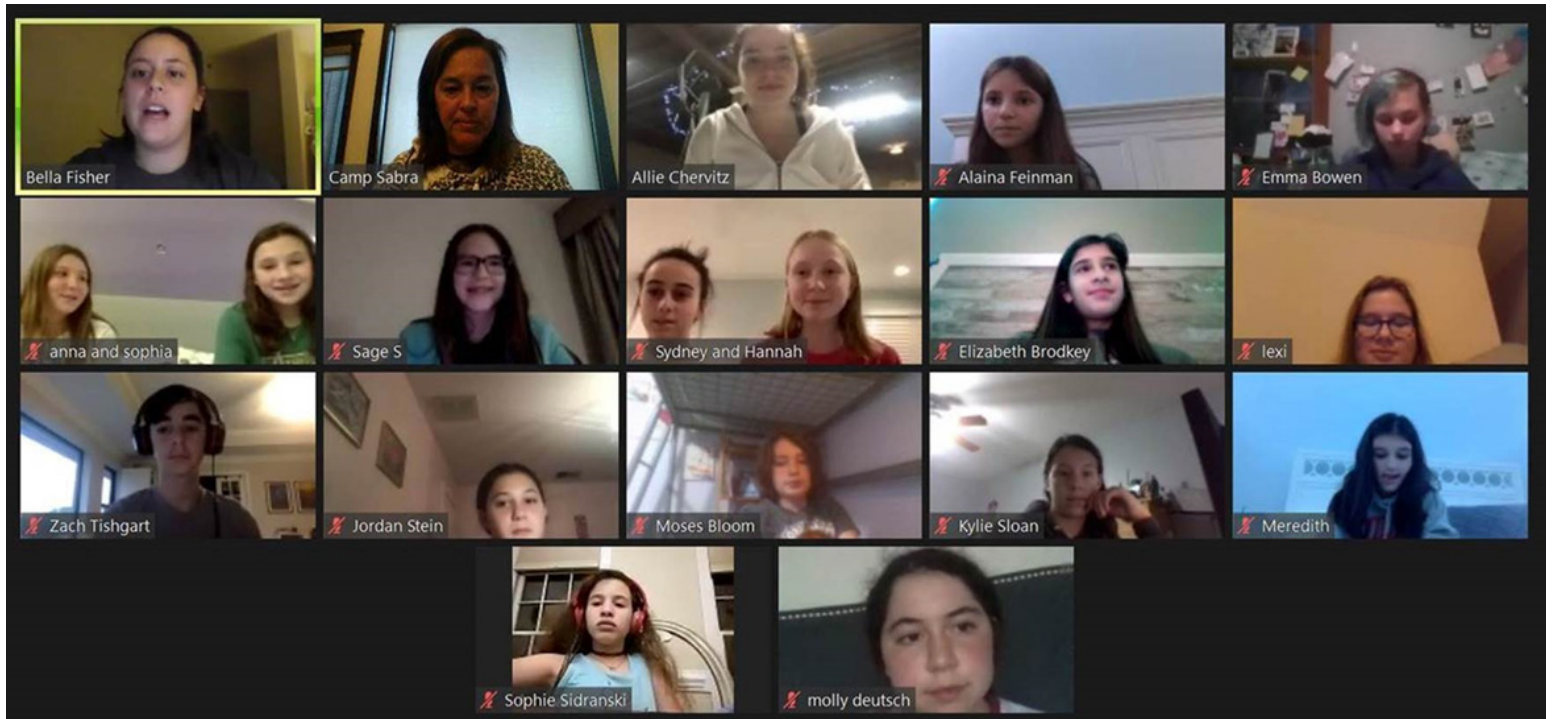 Bella Fisher
Camp Sabra
Allie Chervitz
Alaina Feinman
Emma Bowen
anna and sophia
Sage S
Sydney and Hannah
Elizabeth Brodkey
lexi
Zach Tishgart
Jordan Stein
Moses Bloom
Kylie Sloan
Meredith
Sophie Sidranski
molly deutsch